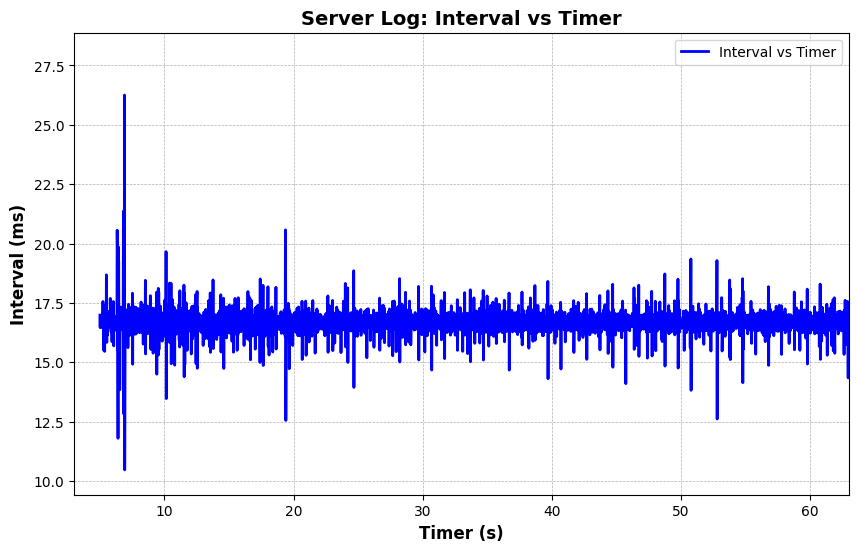 Server Log: Interval vs Timer
Interval vs Timer
27.5
25.0
22.5
20.0
17.5
15.0
12.5
10.0
Interval (ms)
10 20 30 40 50 60
Timer (s)